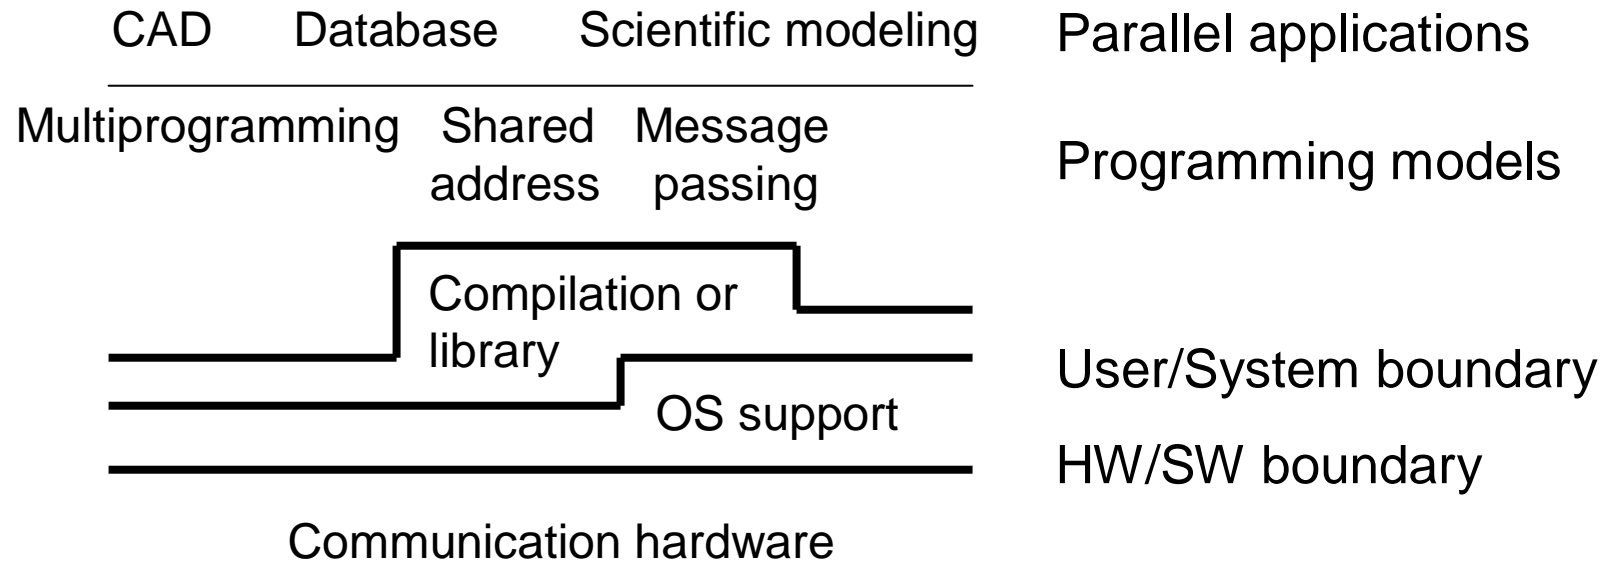 CAD Database Scientific modeling Parallel applications
Multiprogramming Shared Message
address passing
Programming models
Compilation or
library
User/System boundary
OS support
HW/SW boundary
Communication hardware